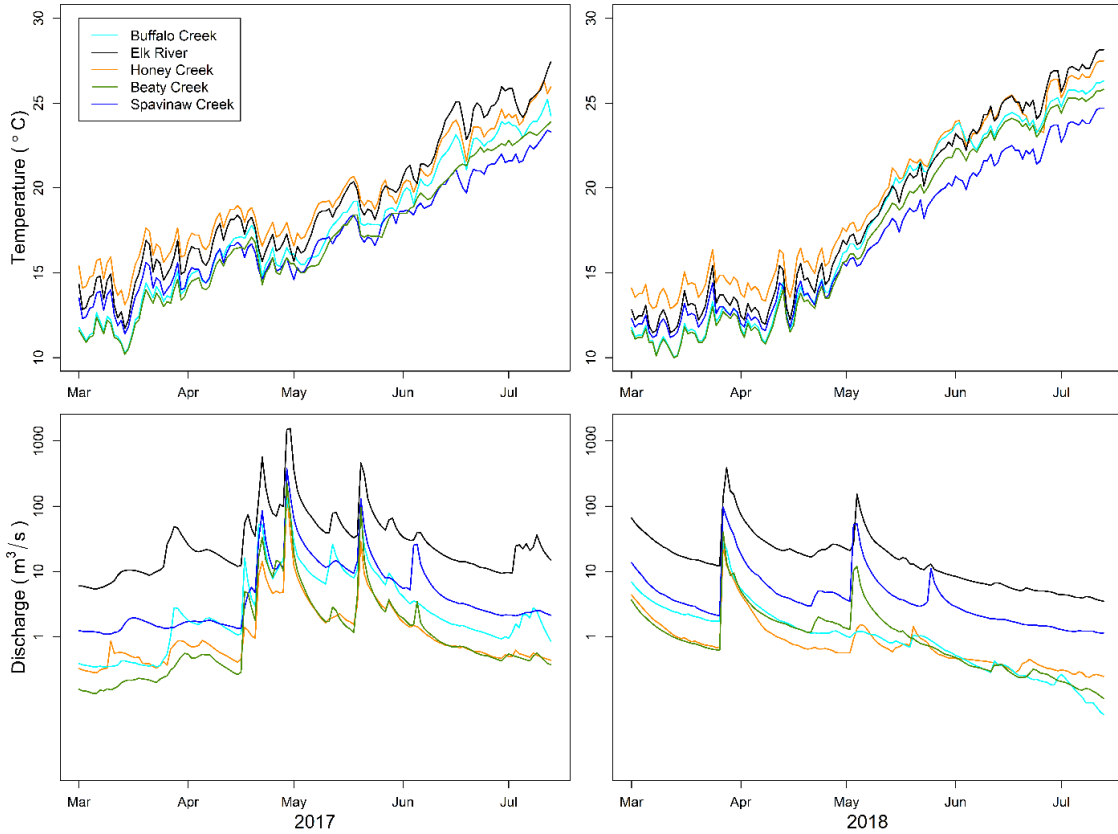 Buffalo Creek
Elk River
Honey Creek
Beaty Creek
Spavinaw Creek
Temperature ( ° C)
30
25
20
15
10
Mar Apr May Jun Jul
30
25
20
15
10
Mar Apr May Jun Jul
Discharge ( m³ / s )
1000
100
10
1
Mar Apr May Jun Jul
2017
1000
100
10
1
Mar Apr May Jun Jul
2018